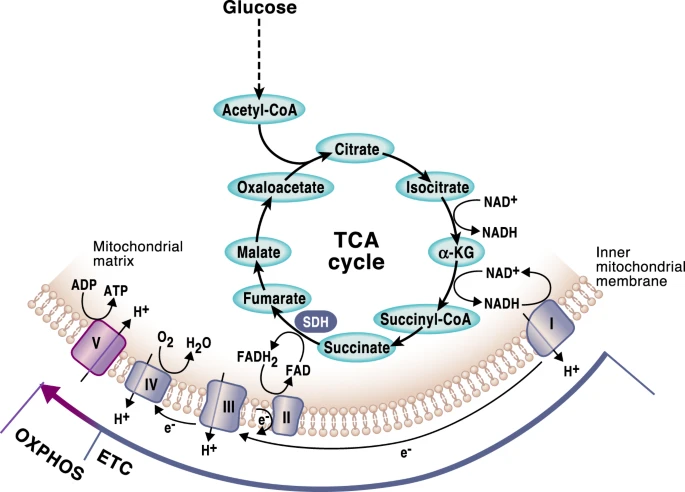 Glucose
Acetyl-CoA
Citrate
Oxaloacetate
Isocitrate
NAD+
NADH
TCA
cycle
Malate
α-KG
Mitochondrial
matrix
Inner
mitochondrial
membrane
NAD+
NADH
ADP
ATP
Fumarate
SDH
Succinyl-CoA
Succinate
H+
V
O2
H2O
FADH2
FAD
I
H+
IV
III
II
e-
H+
e-
H+
e-
OXPHOS
ETC